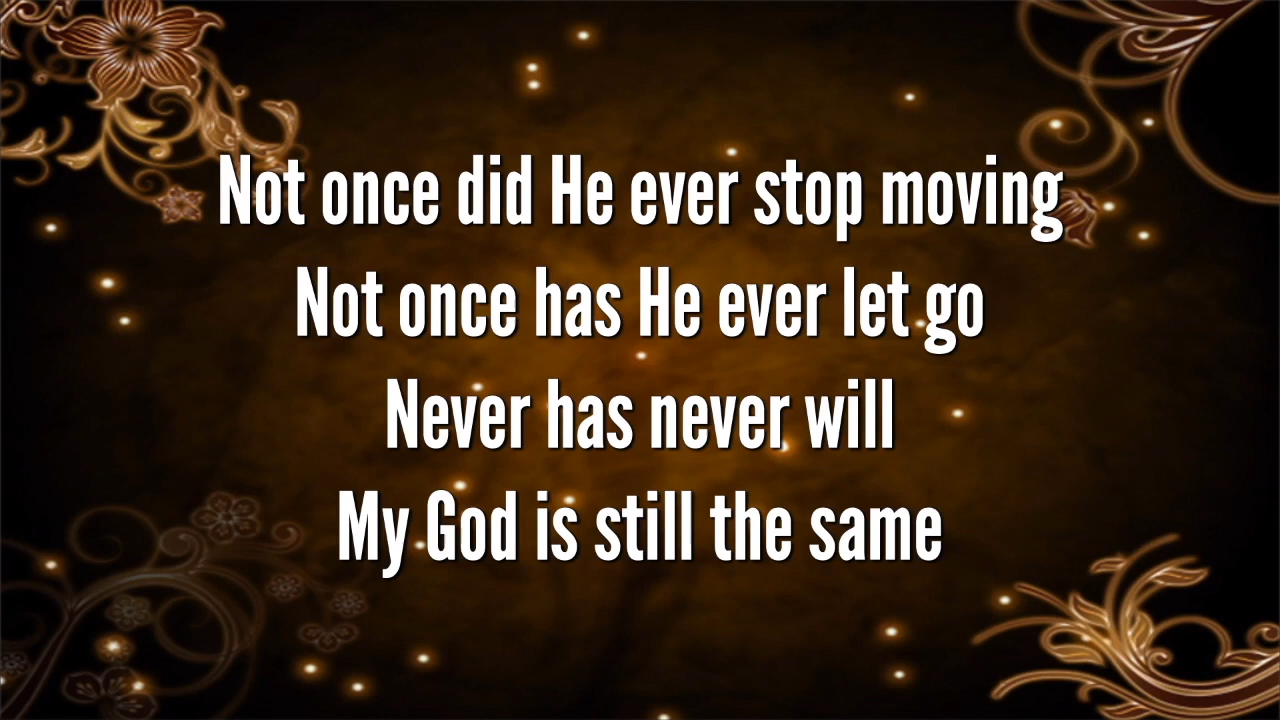 Not once did He ever stop moving
Not once has He ever let go
Never has never will
My God is still the same